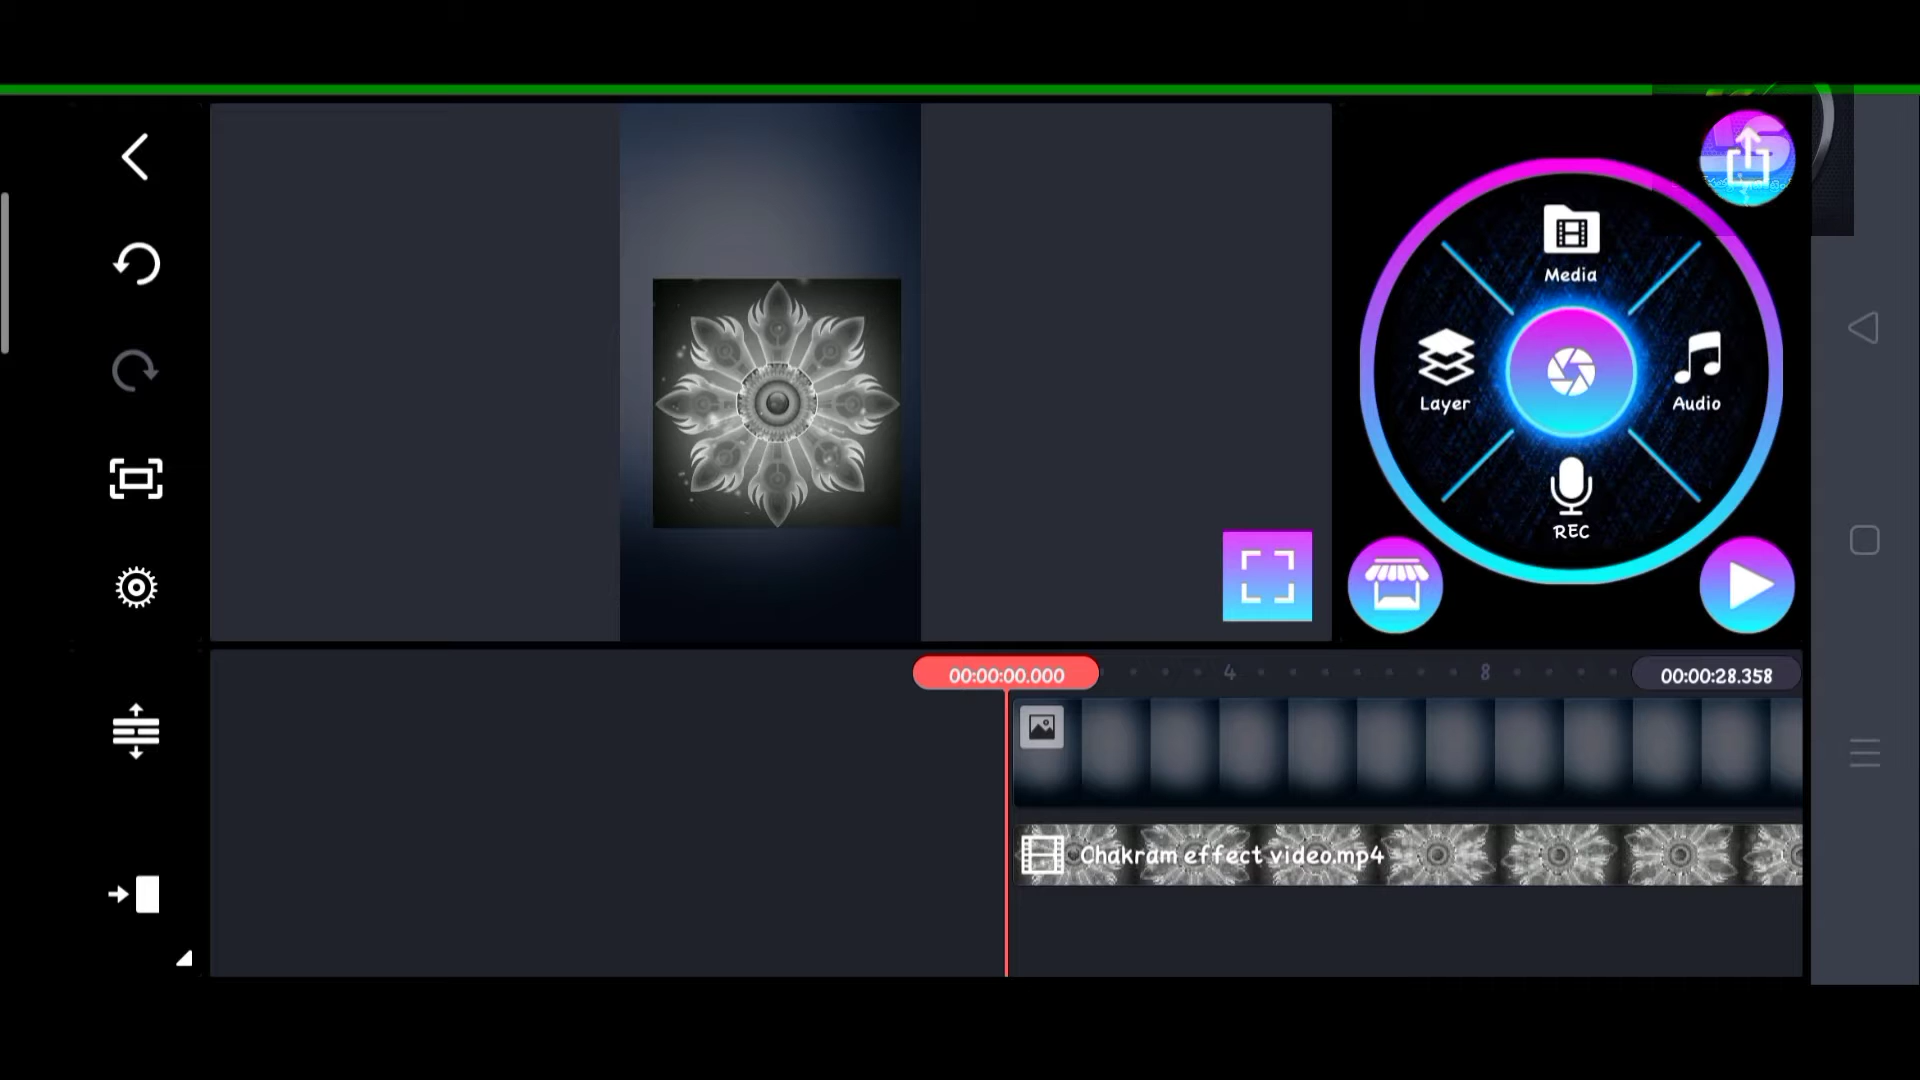 Media
Layer
Audio
REC
00:00:00.000
4
8
00:00:28.358
Chakram effect video.mp4